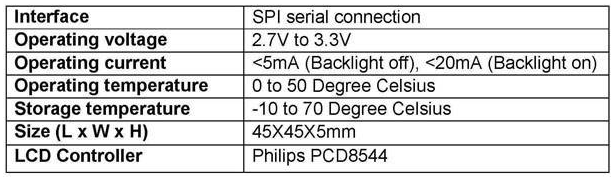 Interface SPI serial connection
Operating voltage 2.7V to 3.3V
Operating current <5mA (Backlight off), <20mA (Backlight on)
Operating temperature 0 to 50 Degree Celsius
Storage temperature -10 to 70 Degree Celsius
Size (L x W x H) 45X45X5mm
LCD Controller Philips PCD8544